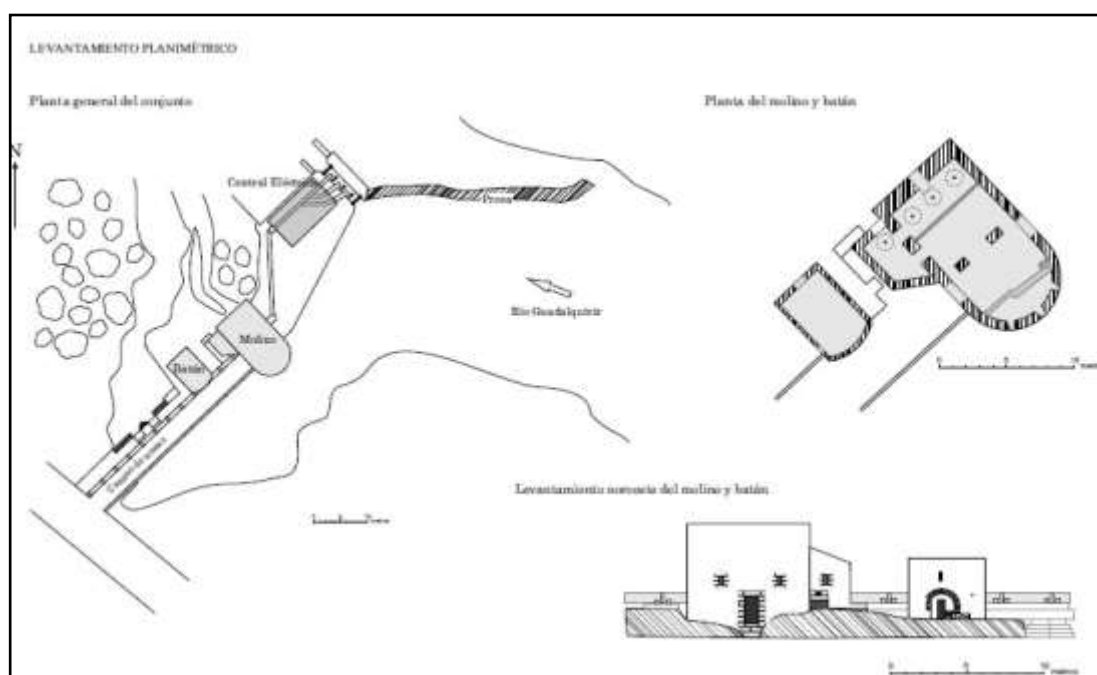 LEVANTAMIENTO PLANIMÉTRICO
Planta general del conjunto
Planta del molino y batán
N
Central Eléctrica
Presa
Río Guadalquivir
Molino
Batán
Levantamiento noroeste del molino y batán